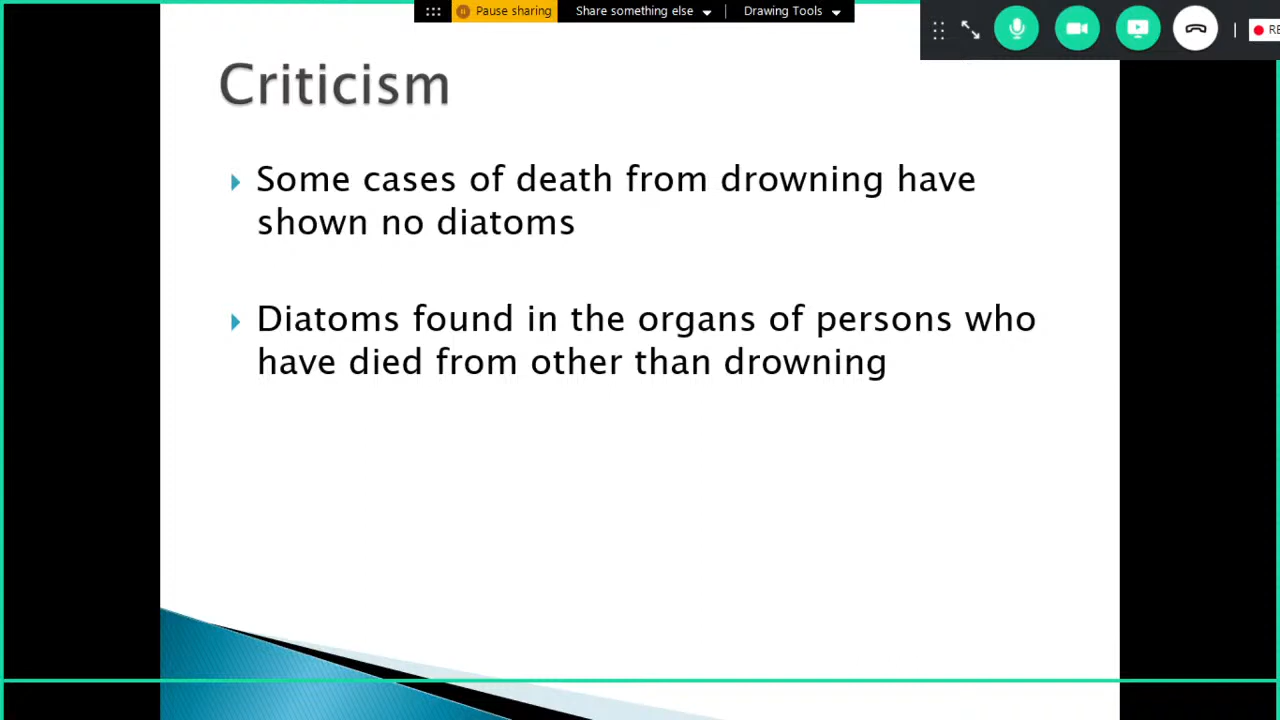 Pause sharing
Share something else
Drawing Tools
Criticism
Some cases of death from drowning have
shown no diatoms
Diatoms found in the organs of persons who
have died from other than drowning